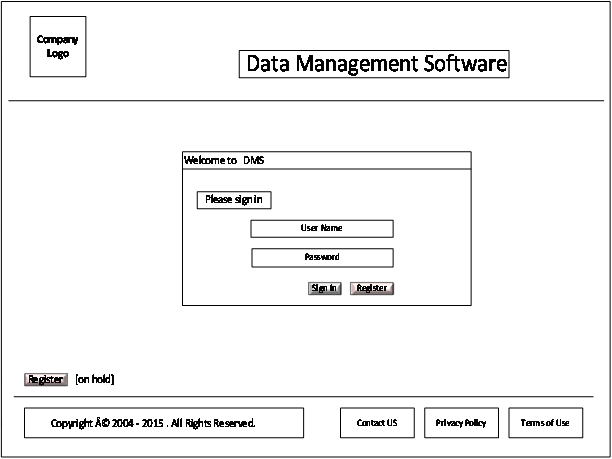 Company
Logo
Data Management Software
Welcome to DMS
Please sign in
User Name
Password
Sign In Register
Register [on hold]
Copyright Â© 2004 - 2015 . All Rights Reserved.
Contact US
Privacy Policy
Terms of Use